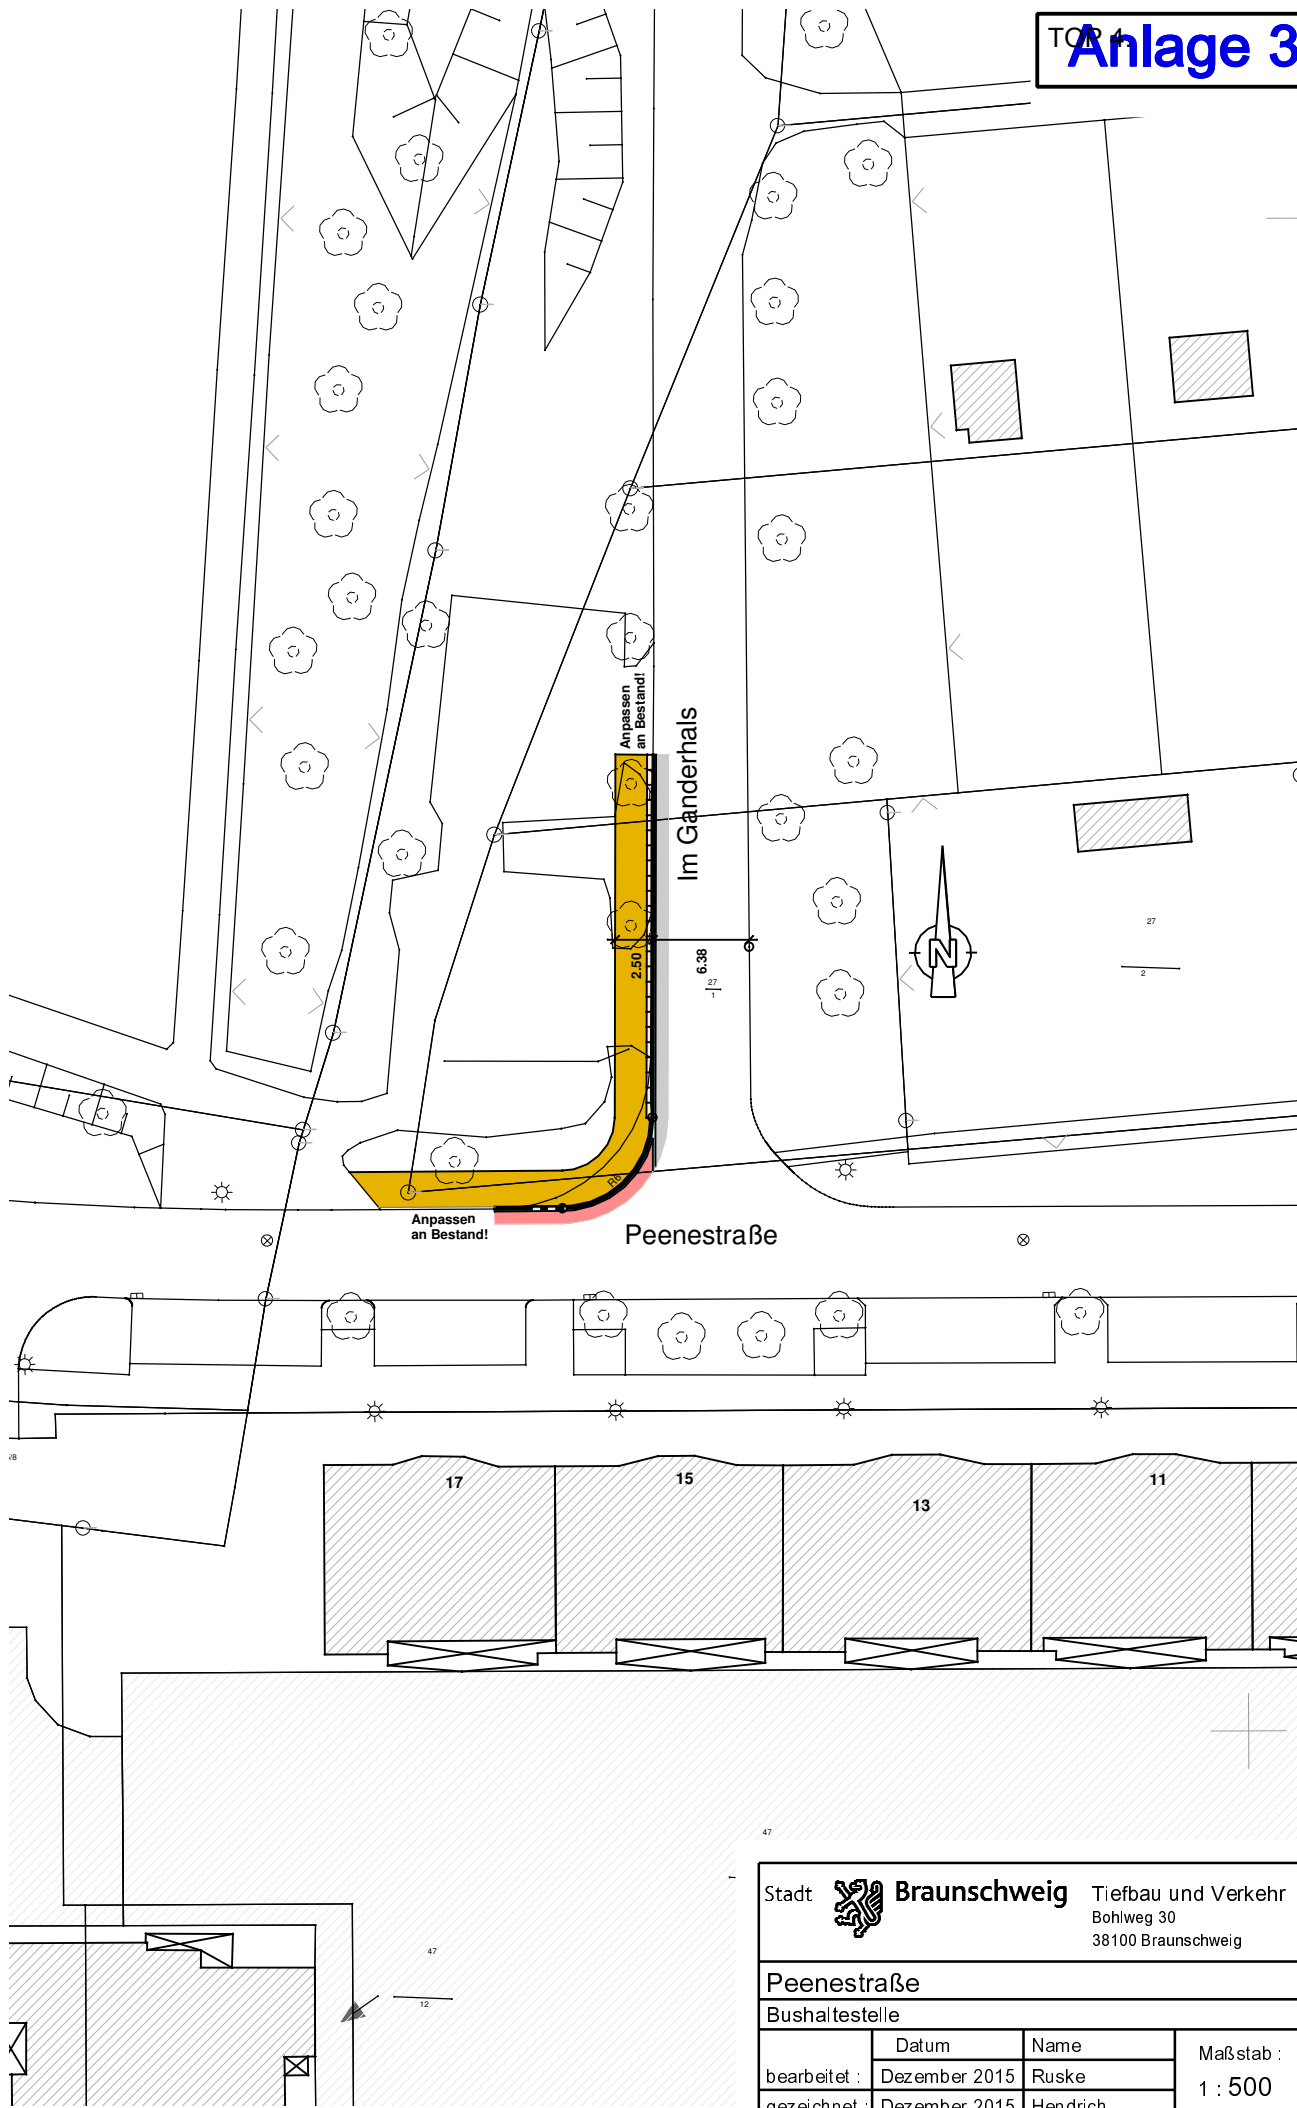 TOP 4.
Anlage 3
Anpassen
an Bestand!
Im Ganderhals
2.50
6.38
27
1
27
2
N
R6
Anpassen
an Bestand!
Peenestraße
17
15
13
11
47
47
12
Stadt Braunschweig
Tiefbau und Verkehr
Bohlweg 30
38100 Braunschweig
Peenestraße
Bushaltestelle
Datum Name
Maßstab :
bearbeitet : Dezember 2015 Ruske
1 : 500
gezeichnet : Dezember 2015 Hendrich